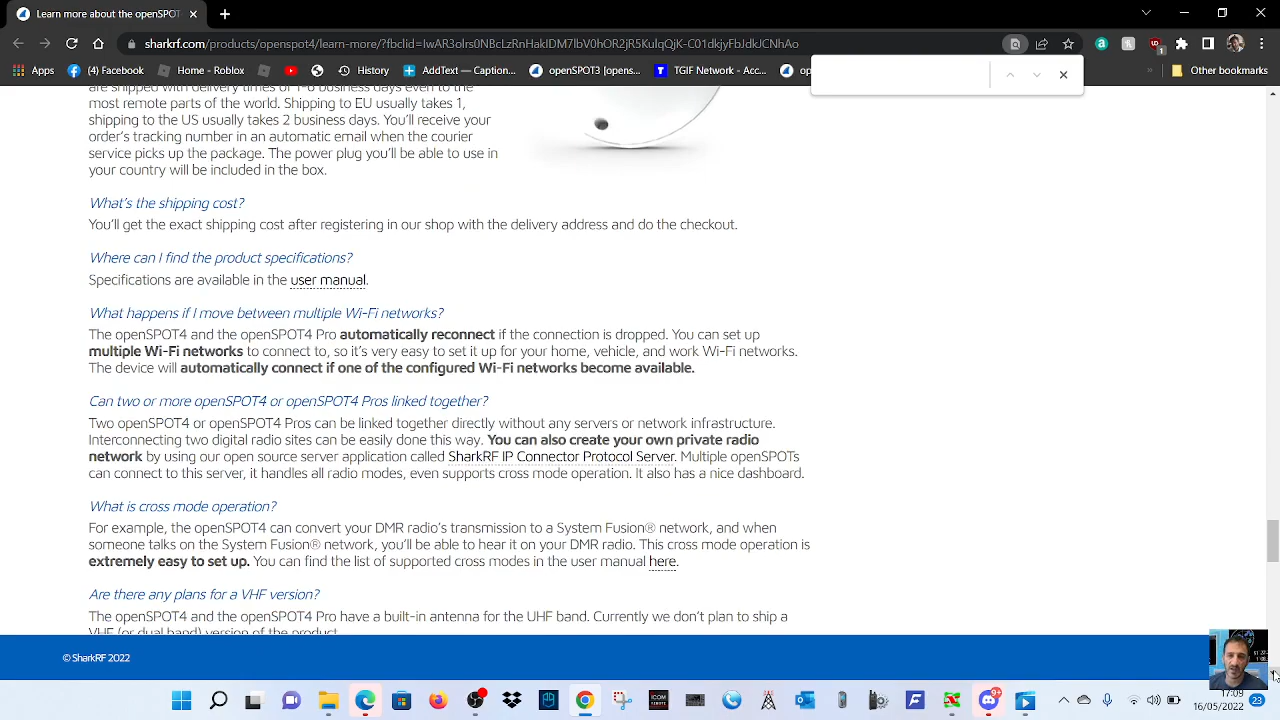 Learn more about the openSPOT
sharkrf.com/products/openspot4/learn-more/?fbclid=IwAR3olrs0NBcLzRnHakIDM7lbV0hOR2jR5KulqQjK-C01dkjyFbJdkJCNhAo
Apps
(4) Facebook
Home - Roblox
History
AddText — Caption...
openSPOT3 [opens...
TGIF Network - Acc...
op
Other bookmarks
are shipped with delivery times of 1-6 business days even to the
most remote parts of the world. Shipping to EU usually takes 1,
shipping to the US usually takes 2 business days. You'll receive your
order's tracking number in an automatic email when the courier
service picks up the package. The power plug you'll be able to use in
your country will be included in the box.
What's the shipping cost?
You'll get the exact shipping cost after registering in our shop with the delivery address and do the checkout.
Where can I find the product specifications?
Specifications are available in the user manual.
What happens if I move between multiple Wi-Fi networks?
The openSPOT4 and the openSPOT4 Pro automatically reconnect if the connection is dropped. You can set up
multiple Wi-Fi networks to connect to, so it's very easy to set it up for your home, vehicle, and work Wi-Fi networks.
The device will automatically connect if one of the configured Wi-Fi networks become available.
Can two or more openSPOT4 or openSPOT4 Pros linked together?
Two openSPOT4 or openSPOT4 Pros can be linked together directly without any servers or network infrastructure.
Interconnecting two digital radio sites can be easily done this way. You can also create your own private radio
network by using our open source server application called SharkRF IP Connector Protocol Server. Multiple openSPOTs
can connect to this server, it handles all radio modes, even supports cross mode operation. It also has a nice dashboard.
What is cross mode operation?
For example, the openSPOT4 can convert your DMR radio's transmission to a System Fusion® network, and when
someone talks on the System Fusion® network, you'll be able to hear it on your DMR radio. This cross mode operation is
extremely easy to set up. You can find the list of supported cross modes in the user manual here.
Are there any plans for a VHF version?
The openSPOT4 and the openSPOT4 Pro have a built-in antenna for the UHF band. Currently we don't plan to ship a
VHF (or dual band) version of the product.
© SharkRF 2022
17:09
16/05/2022
23